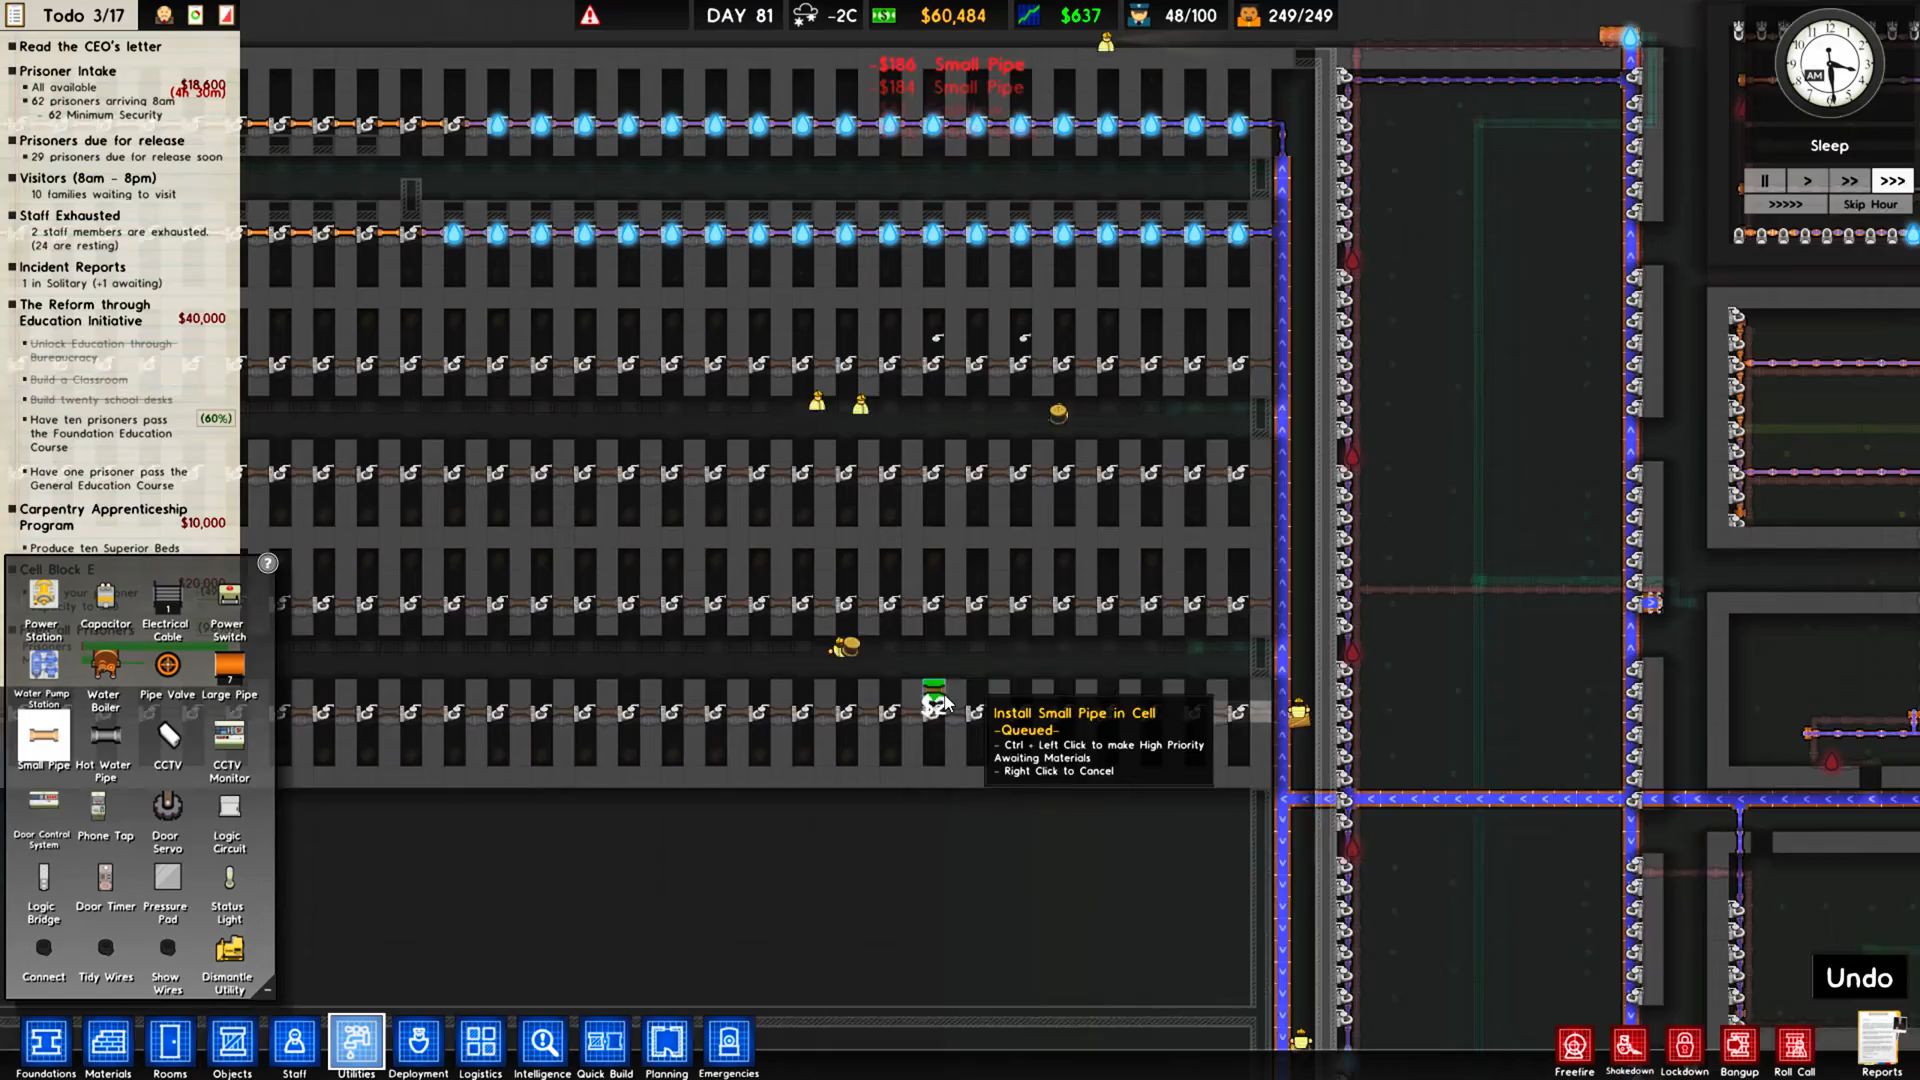 Todo 3/17
DAY 81
-2C
$60,484
$637
48/100
249/249
Read the CEO's letter
Prisoner Intake
$18,600
All available
(4h 30m)
62 prisoners arriving 8am
- 62 Minimum Security
Prisoners due for release
29 prisoners due for release soon
Visitors (8am - 8pm)
10 families waiting to visit
Staff Exhausted
2 staff members are exhausted.
(24 are resting)
Incident Reports
1 in Solitary (+1 awaiting)
The Reform through
Education Initiative
$40,000
Unlock Education through
Bureaucracy
Build a Classroom
Build twenty school desks
Have ten prisoners pass
the Foundation Education
Course
(60%)
Have one prisoner pass the
General Education Course
Carpentry Apprenticeship
Program
$10,000
Produce ten Superior Beds
Cell Block E
$20,000
-$186 Small Pipe
-$184 Small Pipe
AM
Sleep
>
>>
>>>
>>>>>
Skip Hour
?
Power
Station
Capacitor
Electrical
Cable
1
Power
Switch
Water Pump
Station
Water
Boiler
Pipe Valve
Large Pipe
7
Small Pipe
Hot Water
Pipe
CCTV
CCTV
Monitor
Door Control
System
Phone Tap
Door
Servo
Logic
Circuit
Logic
Bridge
Door Timer
Pressure
Pad
Status
Light
Connect
Tidy Wires
Show
Wires
Dismantle
Utility
Install Small Pipe in Cell
-Queued-
- Ctrl + Left Click to make High Priority
Awaiting Materials
- Right Click to Cancel
Undo
Foundations
Materials
Rooms
Objects
Staff
Utilities
Deployment
Logistics
Intelligence
Quick Build
Planning
Emergencies
Freefire
Shakedown
Lockdown
Bangup
Roll Call
Reports